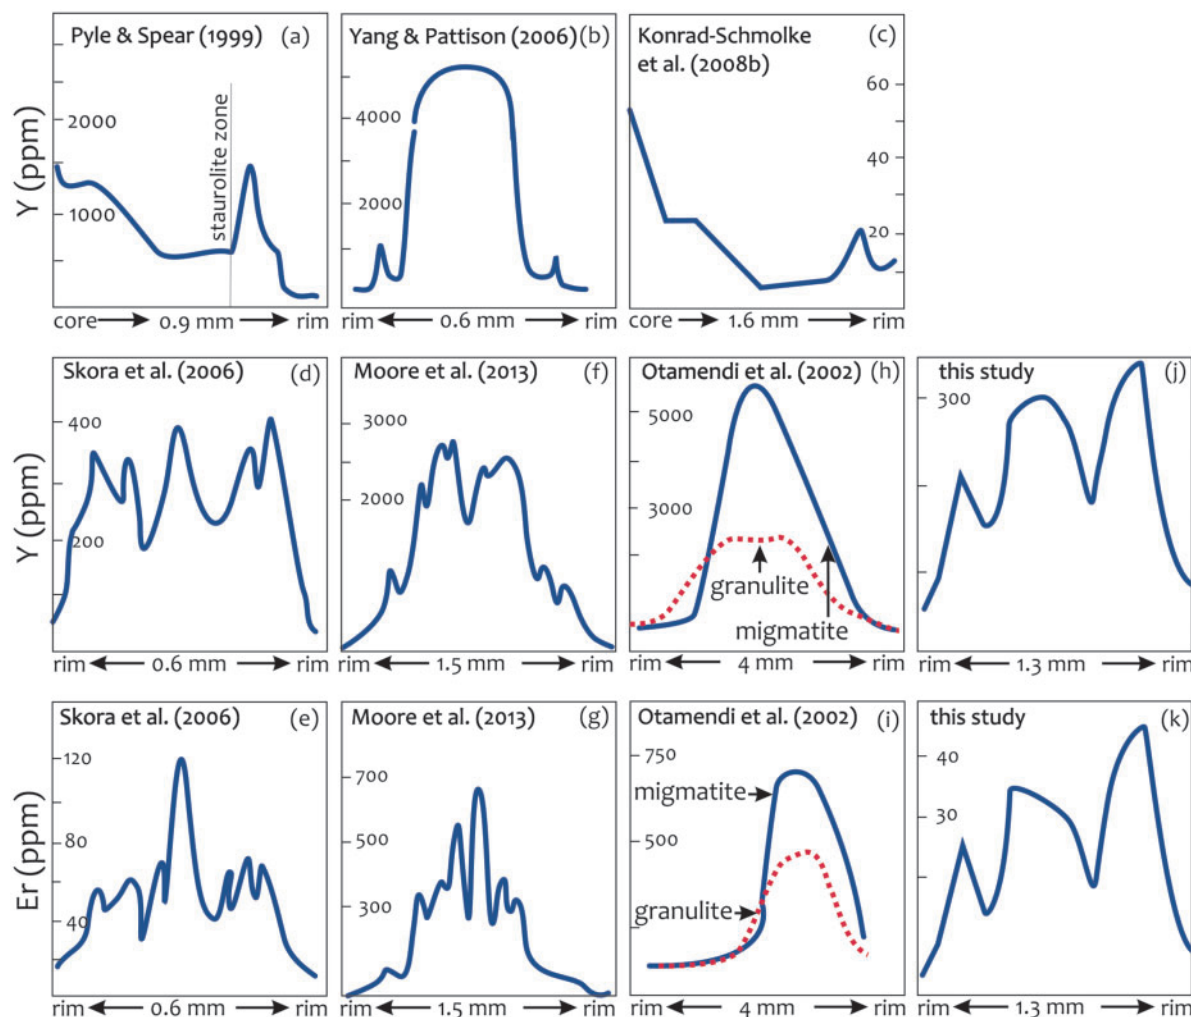 Pyle & Spear (1999) (a)
Y (ppm)
2000
1000
staurolite zone
core 0.9 mm rim
Yang & Pattison (2006) (b)
4000
2000
rim 0.6 mm rim
Konrad-Schmolke (c)
et al. (2008b)
60
50
40
20
core 1.6 mm rim
Skora et al. (2006) (d)
Y (ppm)
400
200
rim 0.6 mm rim
Moore et al. (2013) (f)
3000
2000
rim 1.5 mm rim
Otamendi et al. (2002) (h)
5000
3000
granulite
migmatite
rim 4 mm rim
this study (j)
300
rim 1.3 mm rim
Skora et al. (2006) (e)
Er (ppm)
120
80
40
rim 0.6 mm rim
Moore et al. (2013) (g)
700
500
300
rim 1.5 mm rim
Otamendi et al. (2002) (i)
750
migmatite
500
granulite
rim 4 mm rim
this study (k)
40
30
rim 1.3 mm rim